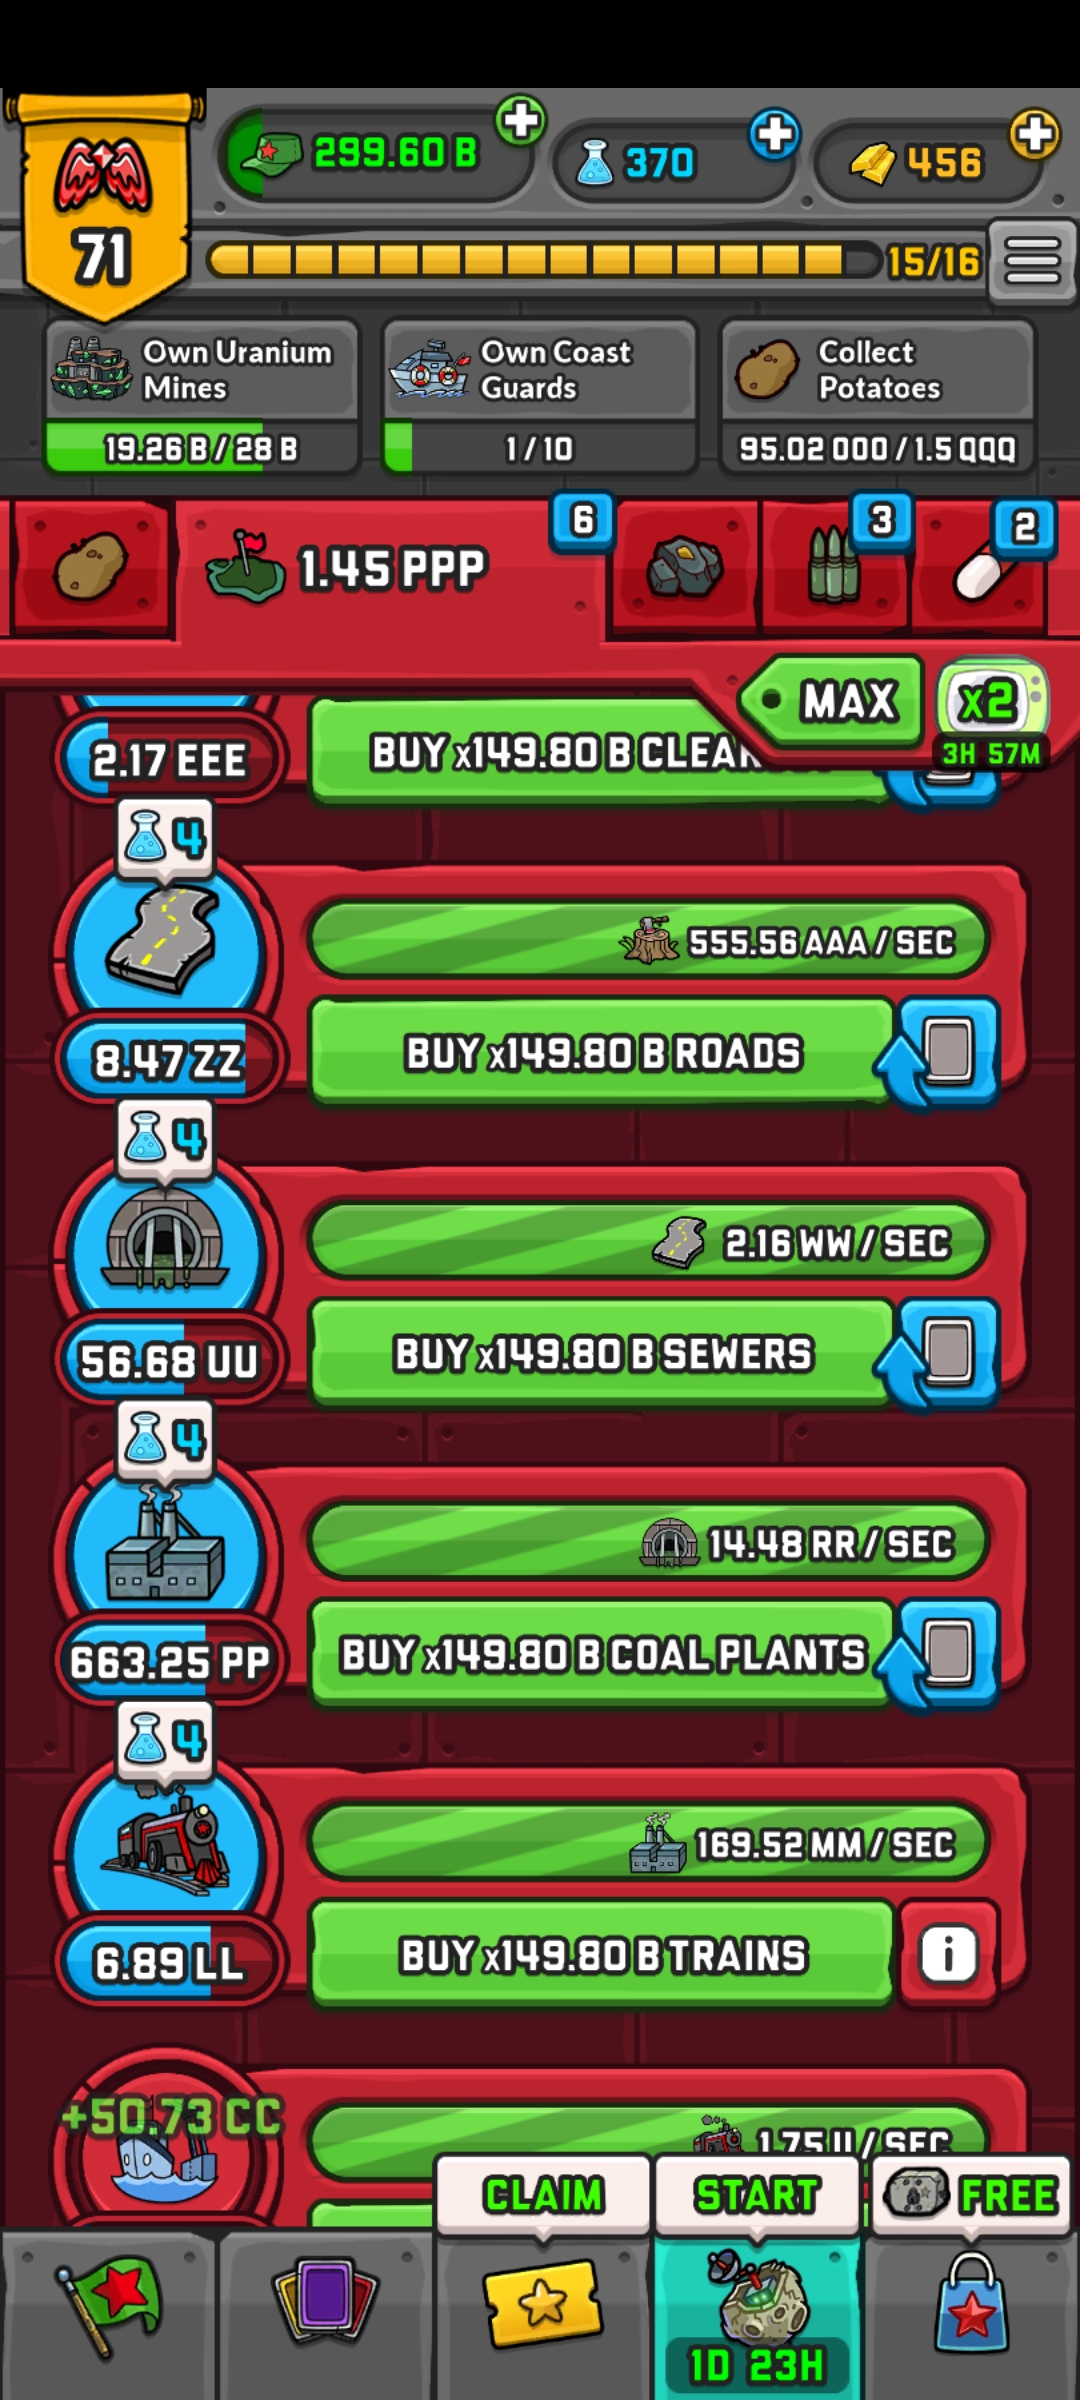 299.60 B
370
456
71
15/16
Own Uranium
Mines
Own Coast
Guards
Collect
Potatoes
19.26 B / 28 B
1 / 10
95.02 OOO / 1.5 QQQ
1.45 PPP
6
3
2
MAX
x2
3H 57M
2.17 EEE
BUY x149.80 B CLEA
4
555.56 AAA / SEC
8.47 ZZ
BUY x149.80 B ROADS
4
2.16 WW / SEC
56.68 UU
BUY x149.80 B SEWERS
4
14.48 RR / SEC
663.25 PP
BUY x149.80 B COAL PLANTS
4
169.52 MM / SEC
6.89 LL
BUY x149.80 B TRAINS
i
+50.73 CC
CLAIM
START
FREE
1D 23H